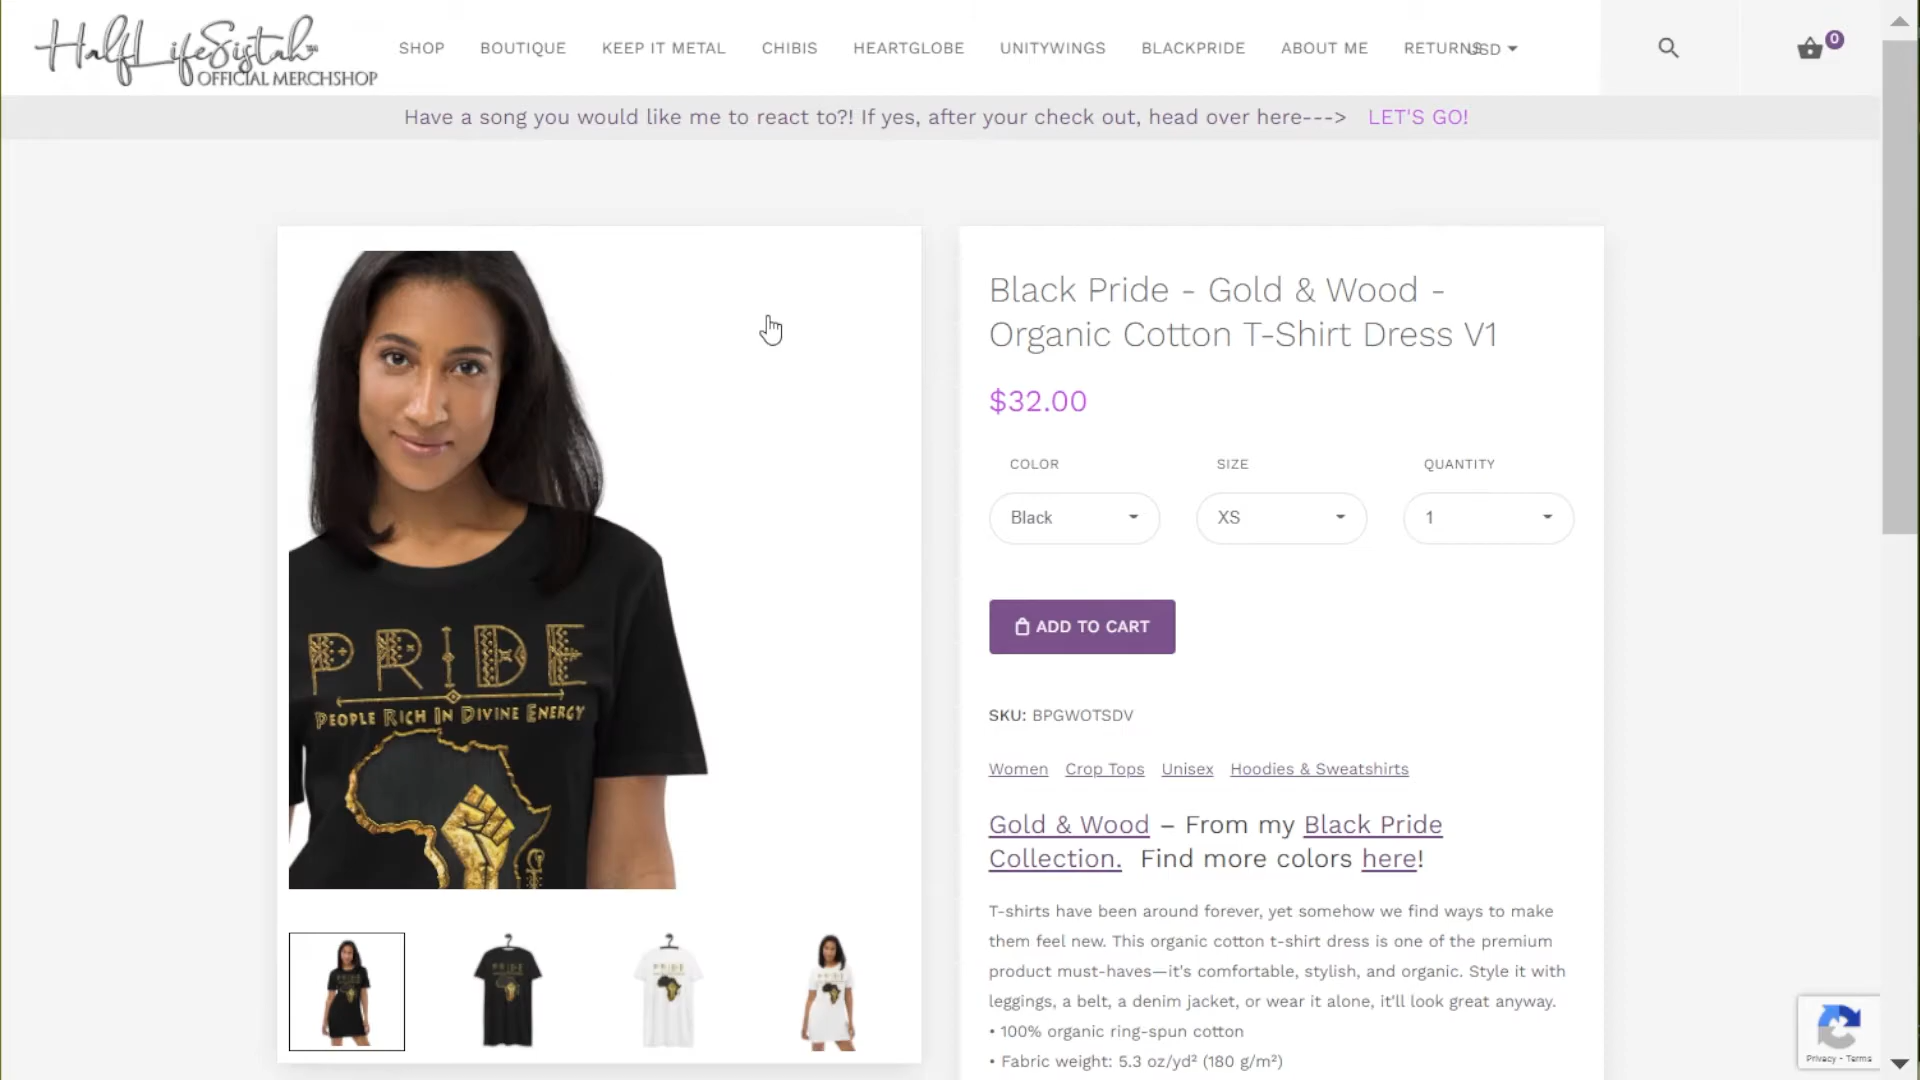 HalfLifeSistah™
OFFICIAL MERCHSHOP
SHOP
BOUTIQUE
KEEP IT METAL
CHIBIS
HEARTGLOBE
UNITYWINGS
BLACKPRIDE
ABOUT ME
RETURNS
USD
0
Have a song you would like me to react to?! If yes, after your check out, head over here---> LET'S GO!
PRIDE
PEOPLE RICH IN DIVINE ENERGY
PRIDE
PRIDE
Black Pride - Gold & Wood -
Organic Cotton T-Shirt Dress V1
$32.00
COLOR
SIZE
QUANTITY
Black
XS
1
ADD TO CART
SKU: BPGWOTSDV
Women Crop Tops Unisex Hoodies & Sweatshirts
Gold & Wood – From my Black Pride
Collection. Find more colors here!
T-shirts have been around forever, yet somehow we find ways to make
them feel new. This organic cotton t-shirt dress is one of the premium
product must-haves—it's comfortable, stylish, and organic. Style it with
leggings, a belt, a denim jacket, or wear it alone, it'll look great anyway.
• 100% organic ring-spun cotton
• Fabric weight: 5.3 oz/yd² (180 g/m²)
Privacy - Terms